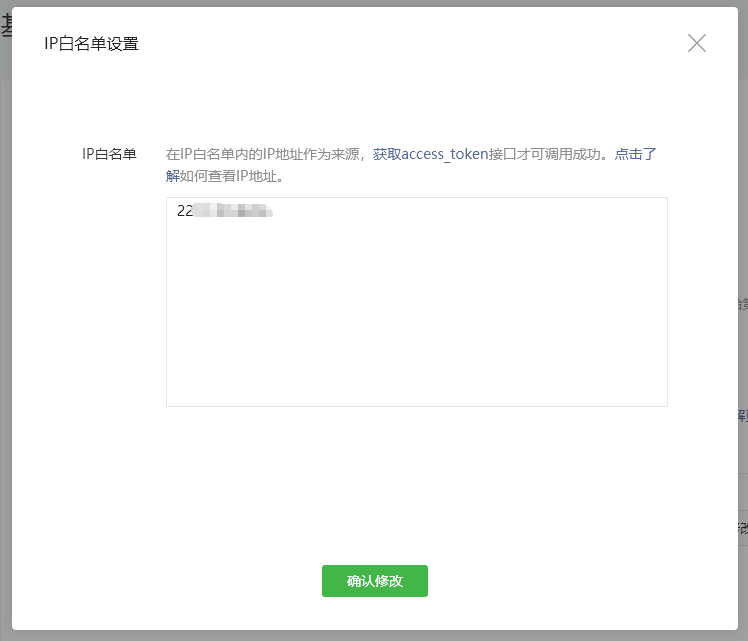 IP白名单设置
IP白名单
在IP白名单内的IP地址作为来源，获取access_token接口才可调用成功。点击了
解如何查看IP地址。
22
确认修改